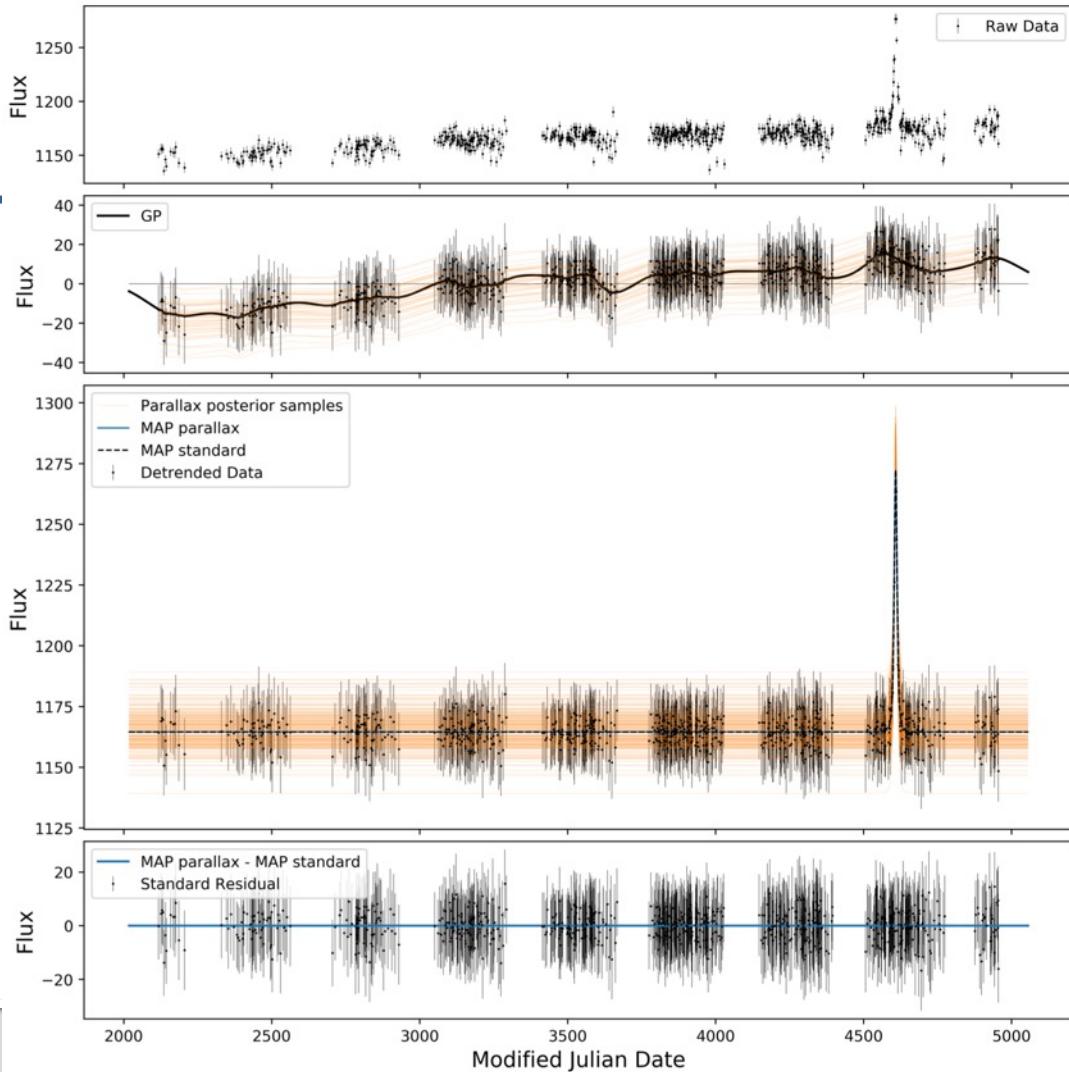 Flux
1250
1200
1150
Raw Data
Flux
40
20
0
−20
−40
GP
Flux
1300
1275
1250
1225
1200
1175
1150
1125
Parallax posterior samples
MAP parallax
MAP standard
Detrended Data
Flux
20
0
−20
MAP parallax - MAP standard
Standard Residual
2000 2500 3000 3500 4000 4500 5000
Modified Julian Date